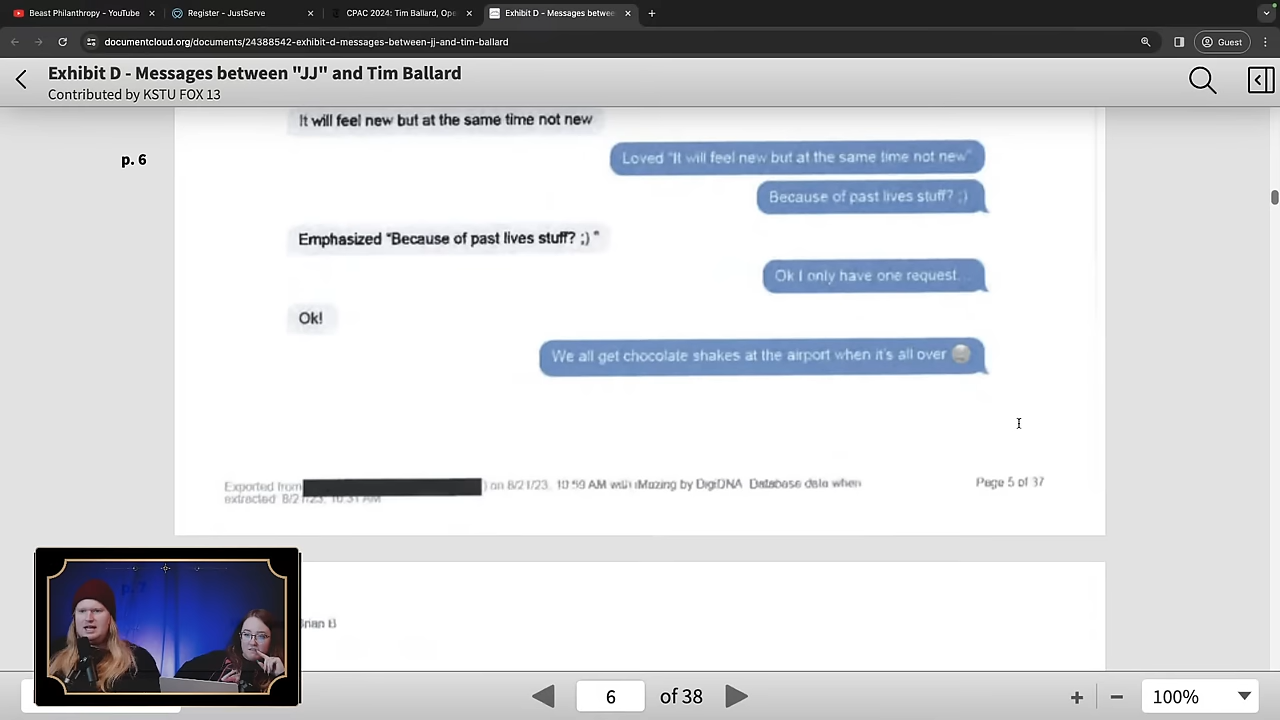 Beast Philanthropy - YouTube
Register - JustServe
CPAC 2024: Tim Ballard, Ope
Exhibit D - Messages betwee
documentcloud.org/documents/24388542-exhibit-d-messages-between-jj-and-tim-ballard
Guest
Exhibit D - Messages between "JJ" and Tim Ballard
Contributed by KSTU FOX 13
It will feel new but at the same time not new
p. 6
Loved "It will feel new but at the same time not new"
Because of past lives stuff? ;)
Emphasized "Because of past lives stuff? ;) "
Ok I only have one request...
Ok!
We all get chocolate shakes at the airport when it's all over
Exported from
) on 8/21/23, 10:59 AM with iMazing by DigiDNA Database date when
Page 5 of 37
extracted 8/21/23, 10:31 AM
p. 7
6 of 38
100%